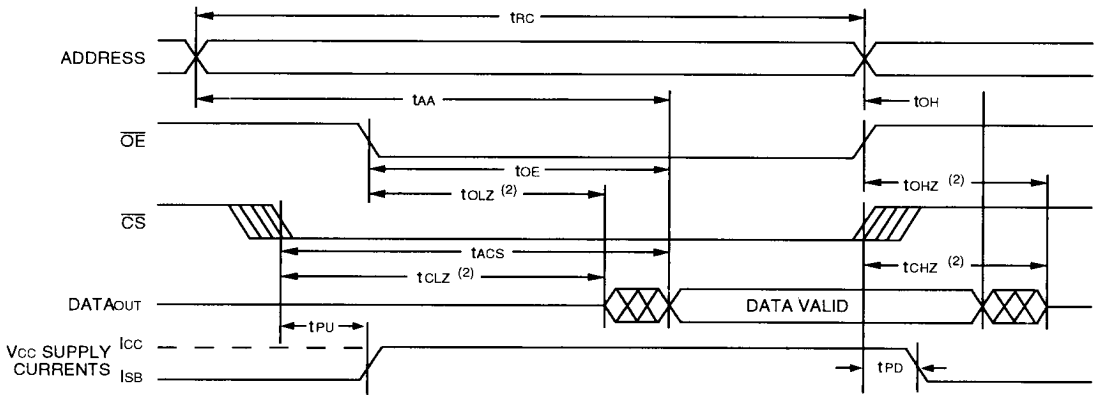 tRC
ADDRESS
tAA
tOH
OE
tOE
tOLZ (2)
tOHZ (2)
CS
tACS
tCLZ (2)
tCHZ (2)
DATAOUT
DATA VALID
tPU
VCC SUPPLY CURRENTS
ICC
ISB
tPD